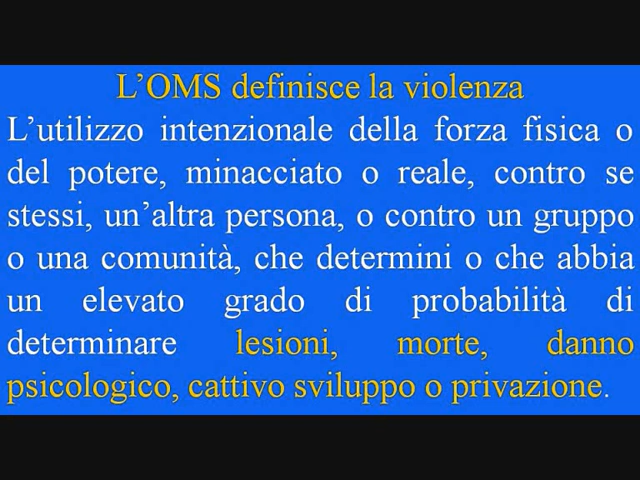 L’OMS definisce la violenza
L’utilizzo intenzionale della forza fisica o
del potere, minacciato o reale, contro se
stessi, un’altra persona, o contro un gruppo
o una comunità, che determini o che abbia
un elevato grado di probabilità di
determinare lesioni, morte, danno
psicologico, cattivo sviluppo o privazione.